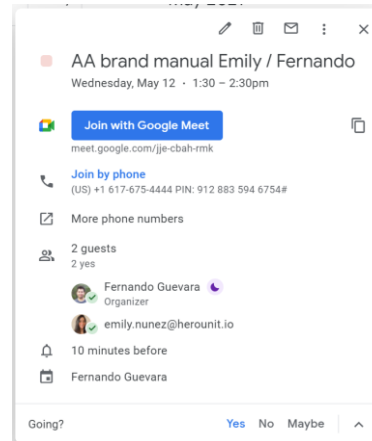 AA brand manual Emily / Fernando
Wednesday, May 12 · 1:30 – 2:30pm
Join with Google Meet
meet.google.com/jje-cbah-rmk
Join by phone
(US) +1 617-675-4444 PIN: 912 883 594 6754#
More phone numbers
2 guests
2 yes
Fernando Guevara
Organizer
emily.nunez@herounit.io
10 minutes before
Fernando Guevara
Going? Yes No Maybe